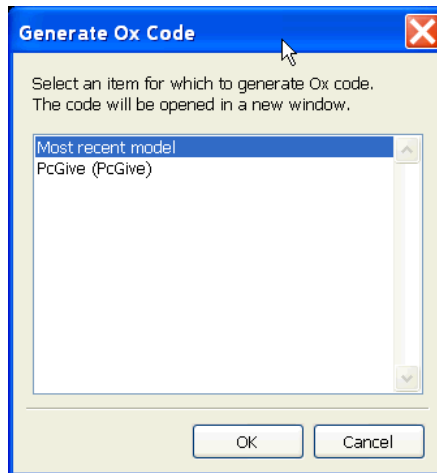 Generate Ox Code
Select an item for which to generate Ox code.
The code will be opened in a new window.
Most recent model
PcGive (PcGive)
OK
Cancel